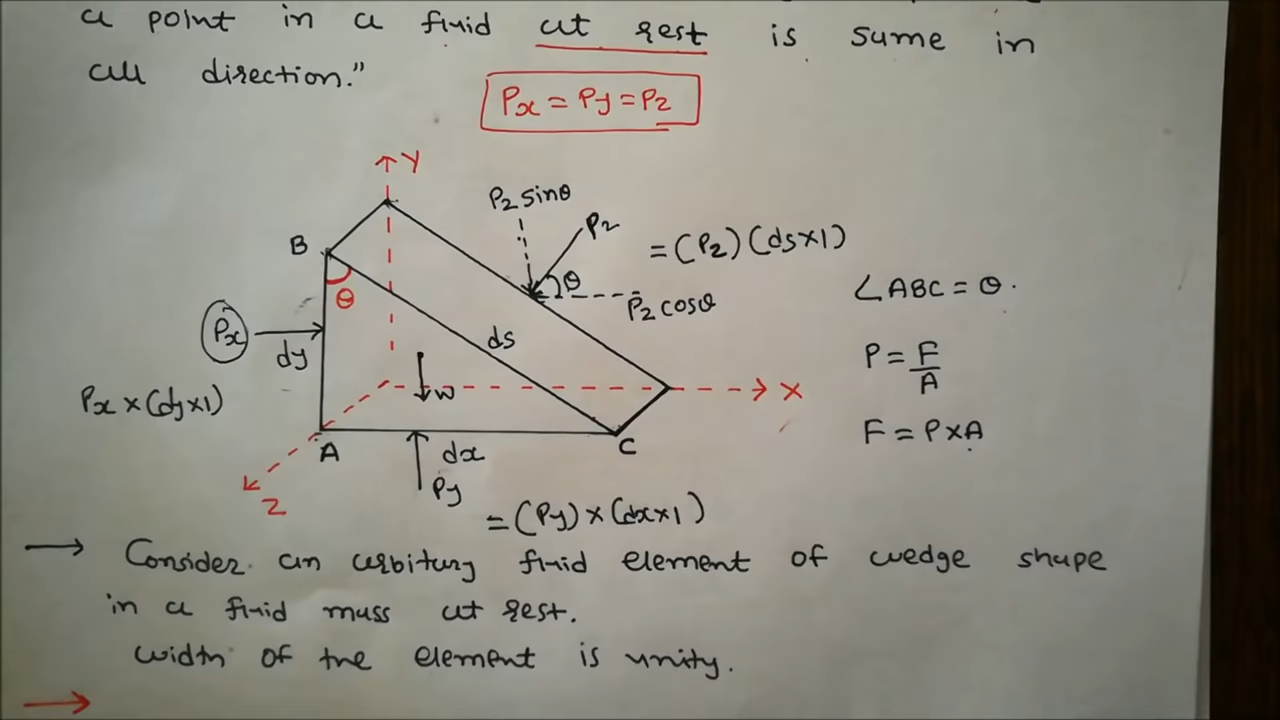 a point in a fluid at rest is same in
all direction."
Px = Py = Pz
Y
Pz sinθ
Pz
= (Pz) (ds×1)
B
θ
θ
∠ABC = θ.
Pz cosθ
Px
dy
ds
P = F/A
W
X
Px × (dy×1)
F = P×A
A
dx
C
Z
Py
= (Py) × (dx×1)
→ Consider an arbitury fluid element of wedge shape
in a fluid mass at rest.
width of the element is unity.
→